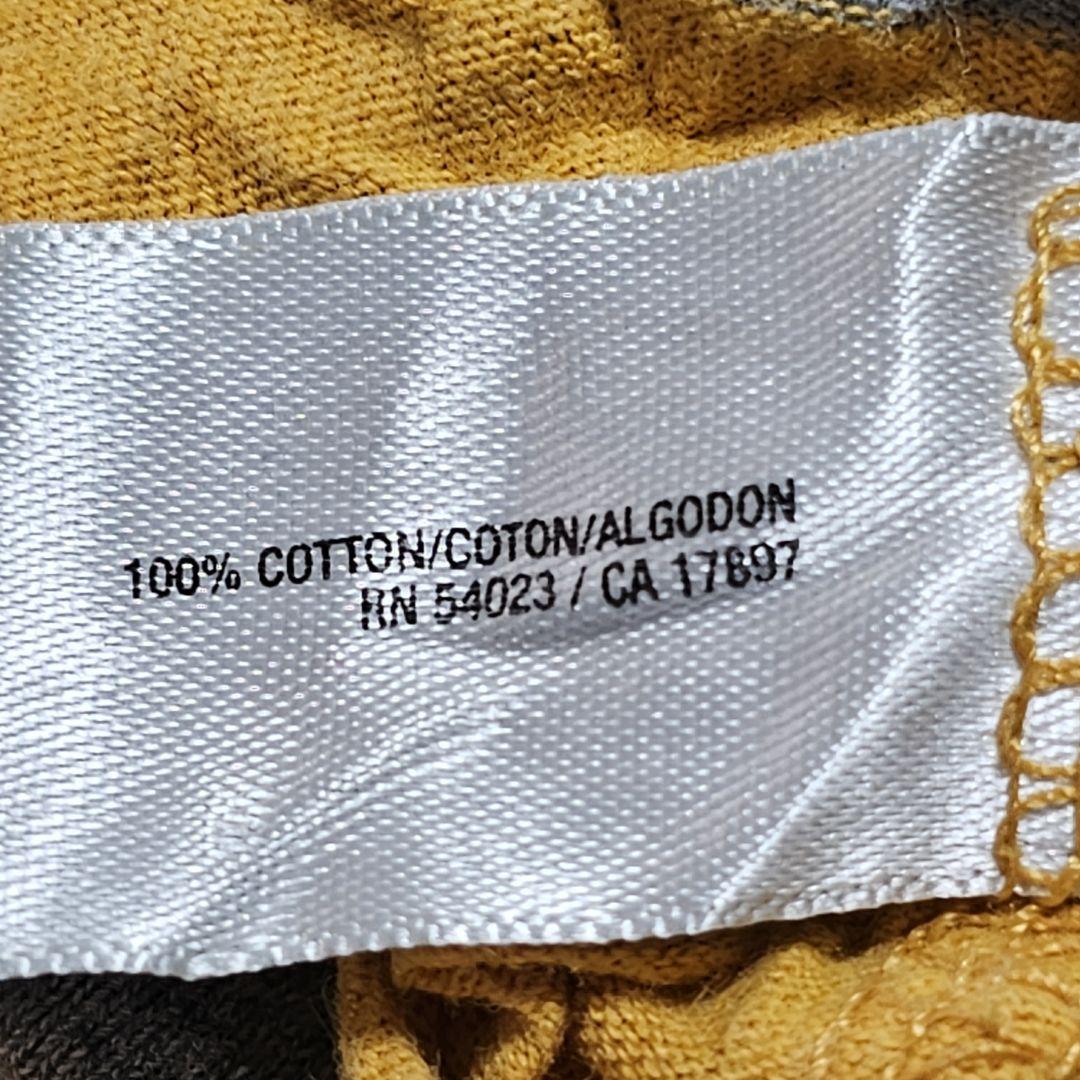 100% COTTON/COTON/ALGODON
RN 54023 / CA 17897